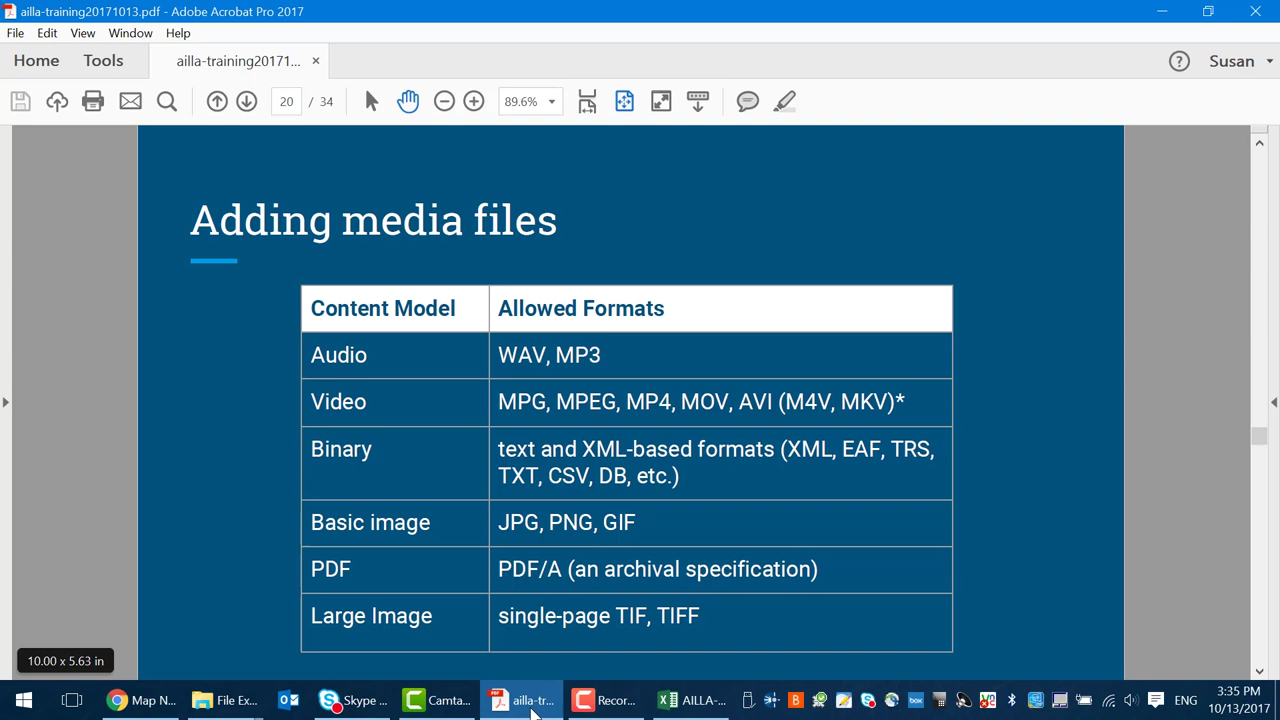 ailla-training20171013.pdf - Adobe Acrobat Pro 2017
File Edit View Window Help
Home Tools ailla-training20171... ×
? Susan
20 / 34 89.6%
Adding media files
Content Model Allowed Formats
Audio WAV, MP3
Video MPG, MPEG, MP4, MOV, AVI (M4V, MKV)*
Binary text and XML-based formats (XML, EAF, TRS,
TXT, CSV, DB, etc.)
Basic image JPG, PNG, GIF
PDF PDF/A (an archival specification)
Large Image single-page TIF, TIFF
10.00 x 5.63 in
Map N... File Ex... Skype ... Camta... ailla-tr... Recor... AILLA-... ENG
3:35 PM
10/13/2017